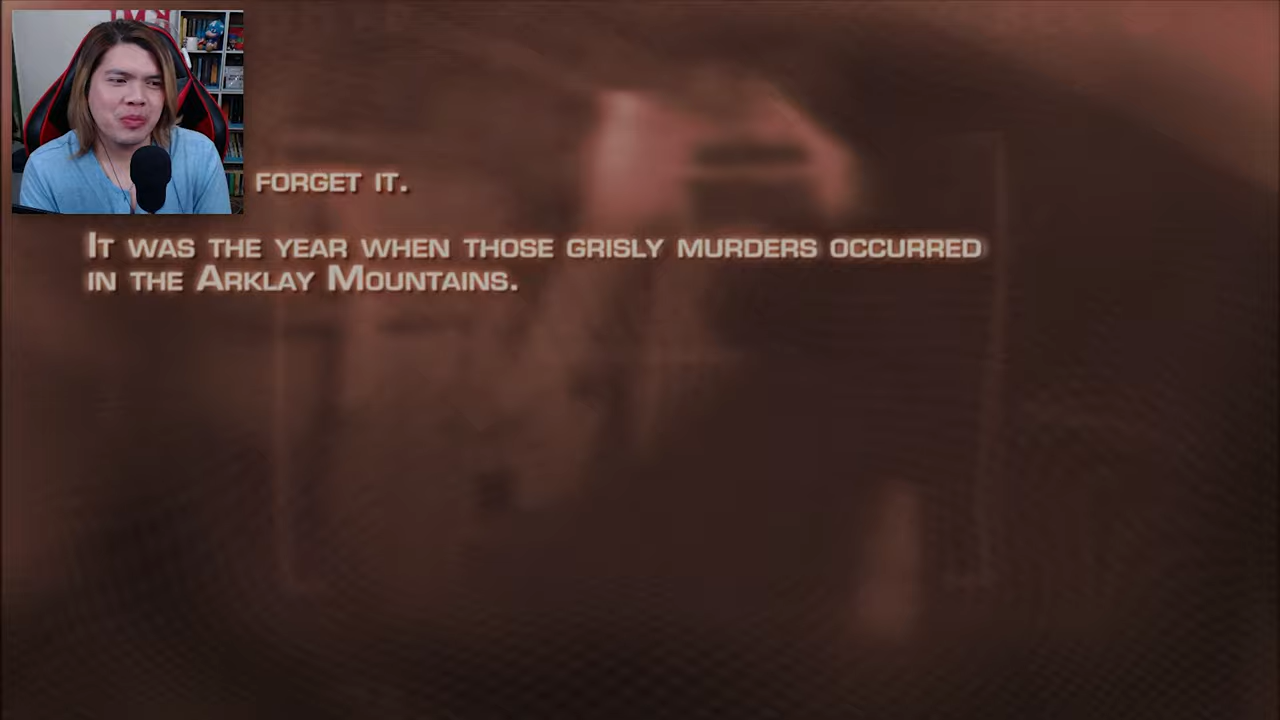 FORGET IT.
IT WAS THE YEAR WHEN THOSE GRISLY MURDERS OCCURRED
IN THE ARKLAY MOUNTAINS.